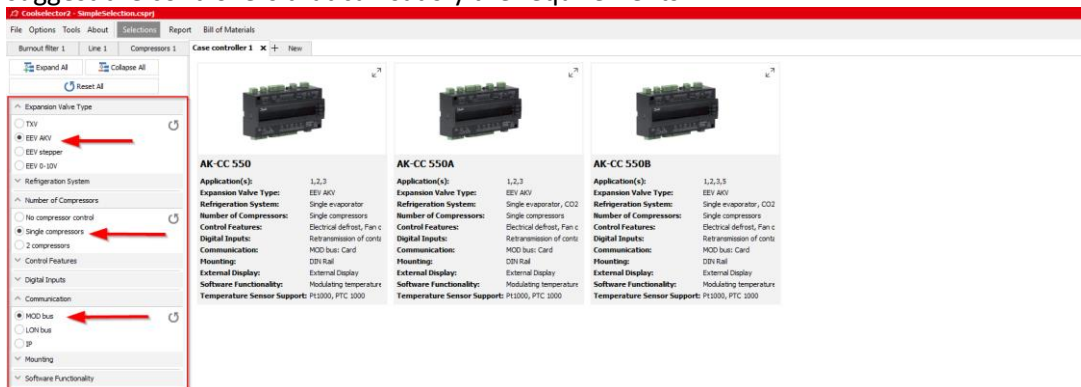 Coolselector2 - SimpleSelection.csprj
File Options Tools About Selections Report Bill of Materials
Burnout filter 1 Line 1 Compressors 1 Case controller 1 x + New
Expand All Collapse All
Reset All
Expansion Valve Type
TXV
EEV AKV
EEV stepper
EEV 0-10V
Refrigeration System
Number of Compressors
No compressor control
Single compressors
2 compressors
Control Features
Digital Inputs
Communication
MOD bus
LON bus
IP
Mounting
Software Functionality
AK-CC 550
Application(s): 1,2,3
Expansion Valve Type: EEV AKV
Refrigeration System: Single evaporator
Number of Compressors: Single compressors
Control Features: Electrical defrost, Fan c
Digital Inputs: Retransmission of conta
Communication: MOD bus: Card
Mounting: DIN Rail
External Display: External Display
Software Functionality: Modulating temperature
Temperature Sensor Support: Pt1000, PTC 1000
AK-CC 550A
Application(s): 1,2,3
Expansion Valve Type: EEV AKV
Refrigeration System: Single evaporator, CO2
Number of Compressors: Single compressors
Control Features: Electrical defrost, Fan c
Digital Inputs: Retransmission of conta
Communication: MOD bus: Card
Mounting: DIN Rail
External Display: External Display
Software Functionality: Modulating temperature
Temperature Sensor Support: Pt1000, PTC 1000
AK-CC 550B
Application(s): 1,2,3,5
Expansion Valve Type: EEV AKV
Refrigeration System: Single evaporator, CO2
Number of Compressors: Single compressors
Control Features: Electrical defrost, Fan c
Digital Inputs: Retransmission of conta
Communication: MOD bus: Card
Mounting: DIN Rail
External Display: External Display
Software Functionality: Modulating temperature
Temperature Sensor Support: Pt1000, PTC 1000